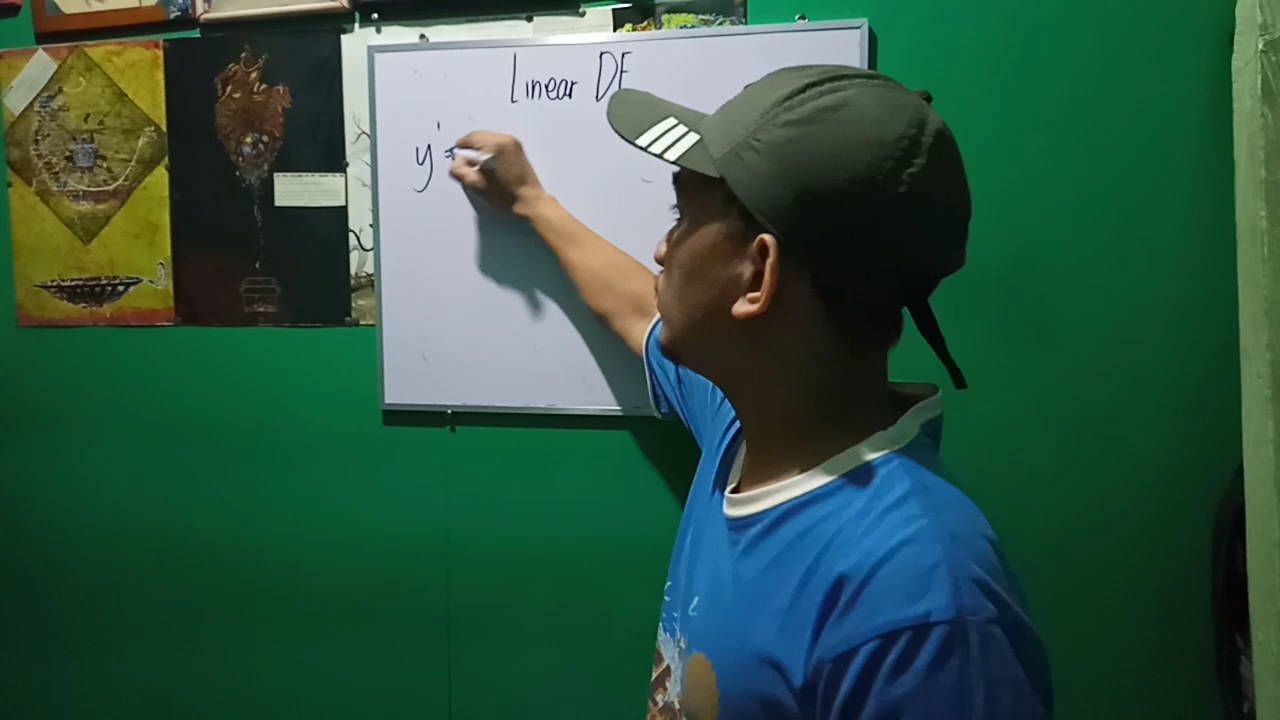 Linear DE
y' =